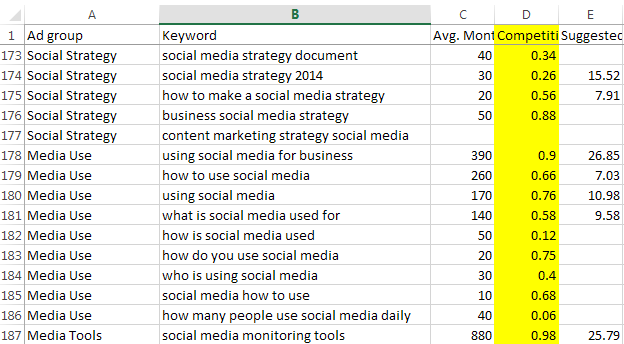 A B C D E
1 Ad group Keyword Avg. Mont Competiti Suggested
173 Social Strategy social media strategy document 40 0.34
174 Social Strategy social media strategy 2014 30 0.26 15.52
175 Social Strategy how to make a social media strategy 20 0.56 7.91
176 Social Strategy business social media strategy 50 0.88
177 Social Strategy content marketing strategy social media
178 Media Use using social media for business 390 0.9 26.85
179 Media Use how to use social media 260 0.66 7.03
180 Media Use using social media 170 0.76 10.98
181 Media Use what is social media used for 140 0.58 9.58
182 Media Use how is social media used 50 0.12
183 Media Use how do you use social media 20 0.75
184 Media Use who is using social media 30 0.4
185 Media Use social media how to use 10 0.68
186 Media Use how many people use social media daily 40 0.06
187 Media Tools social media monitoring tools 880 0.98 25.79